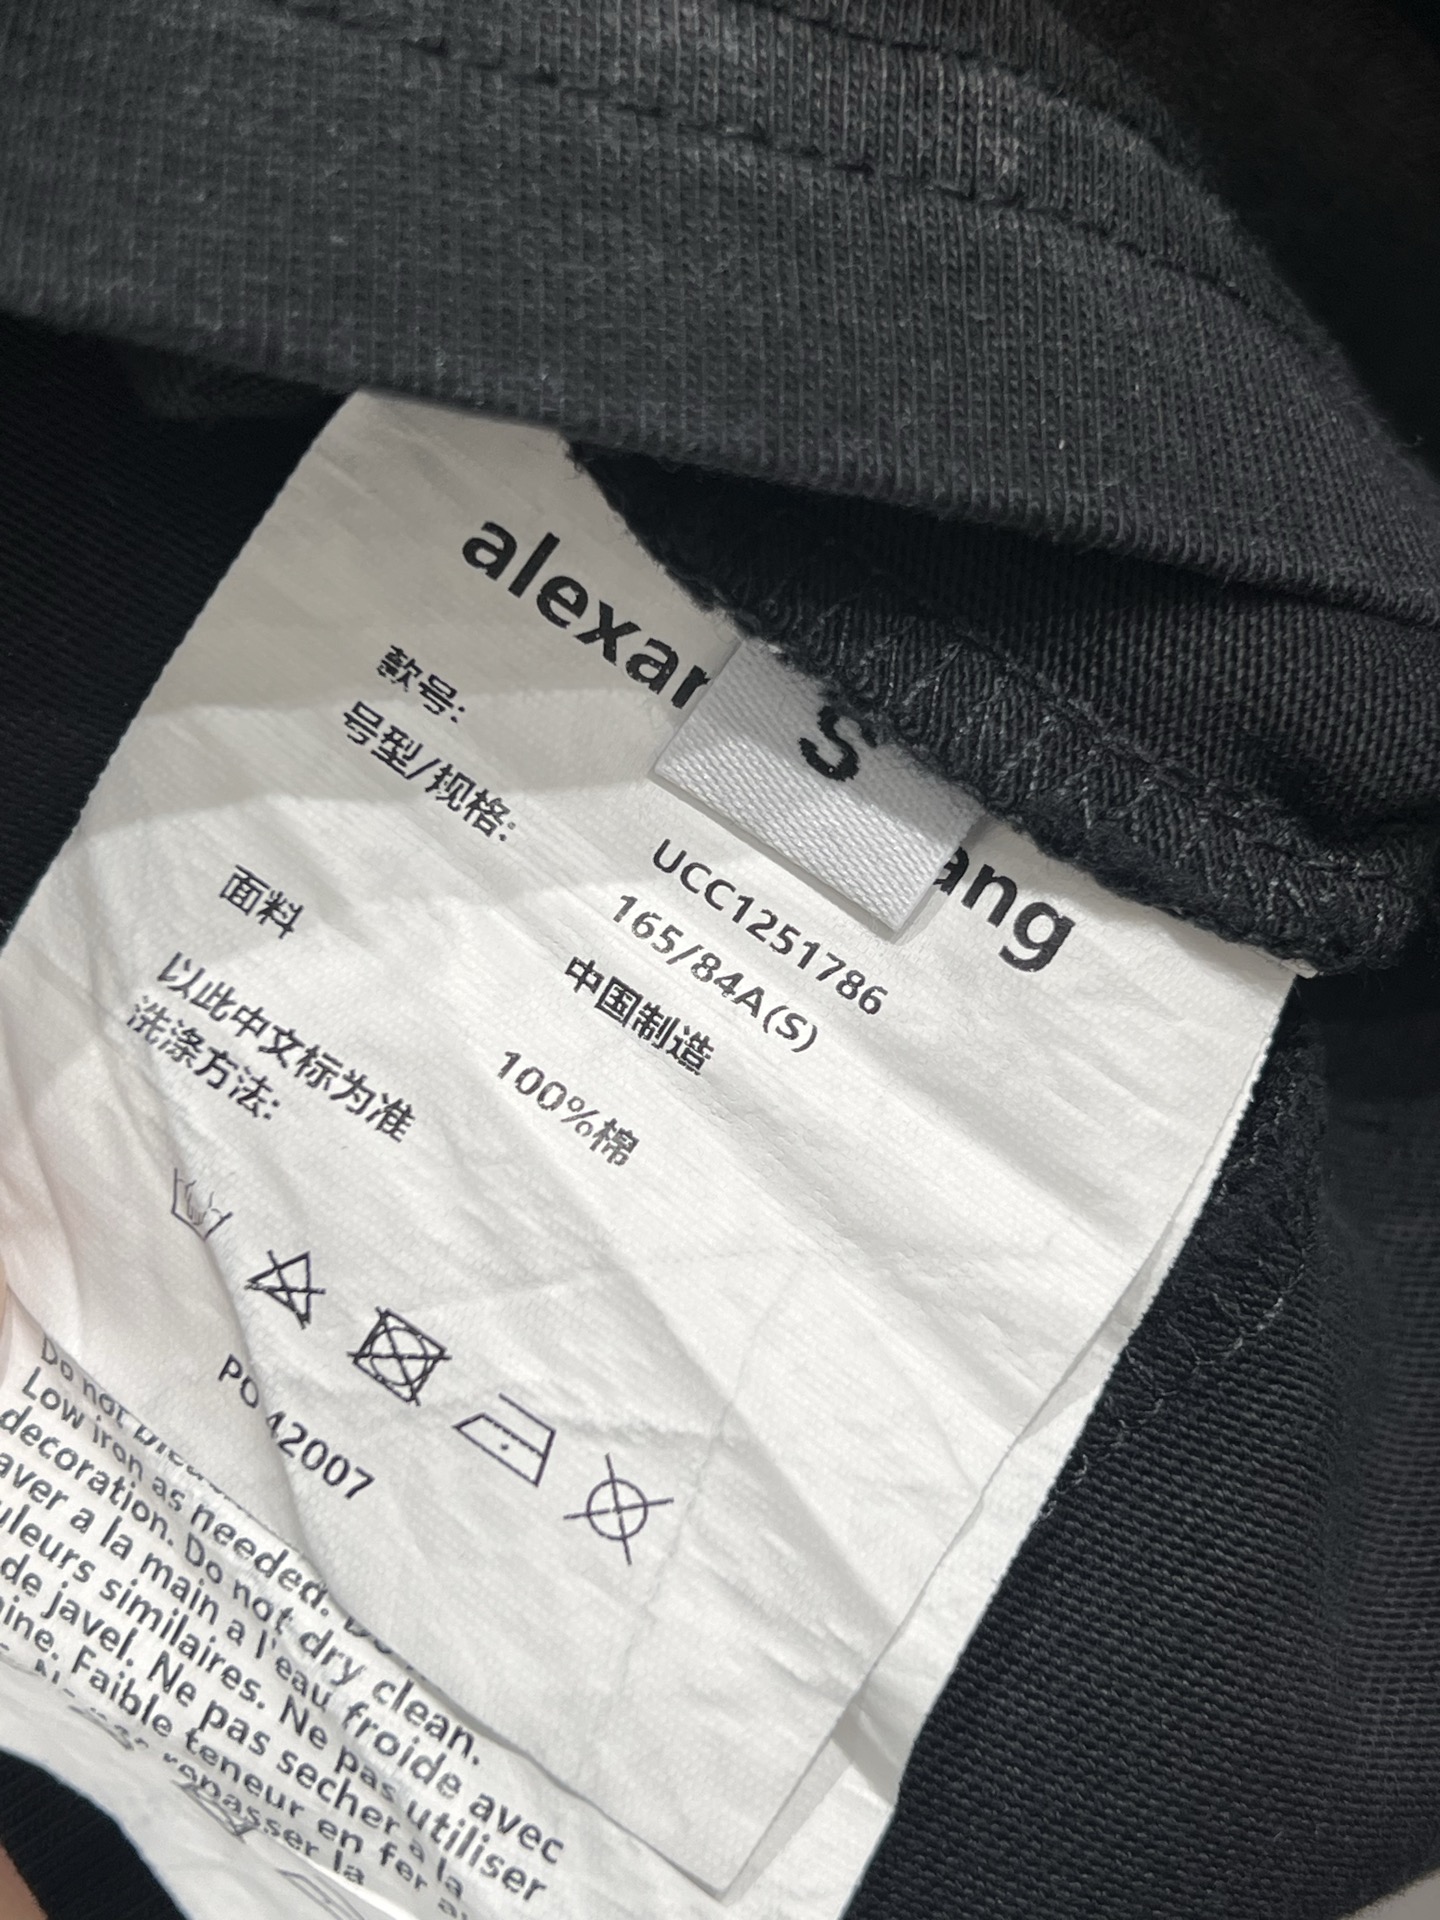 alexan
S
ang
款号:
UCC1251786
号型/规格:
165/84A(S)
中国制造
面料
100%棉
以此中文标为准
洗涤方法:
PO 42007
Do not
Low iron as needed.
decoration. Do not dry clean.
aver a la main a l'eau froide avec
uleurs similaires. Ne pas utiliser
de javel. Ne pas secher a la
ine. Faible teneur en fer
repasser la